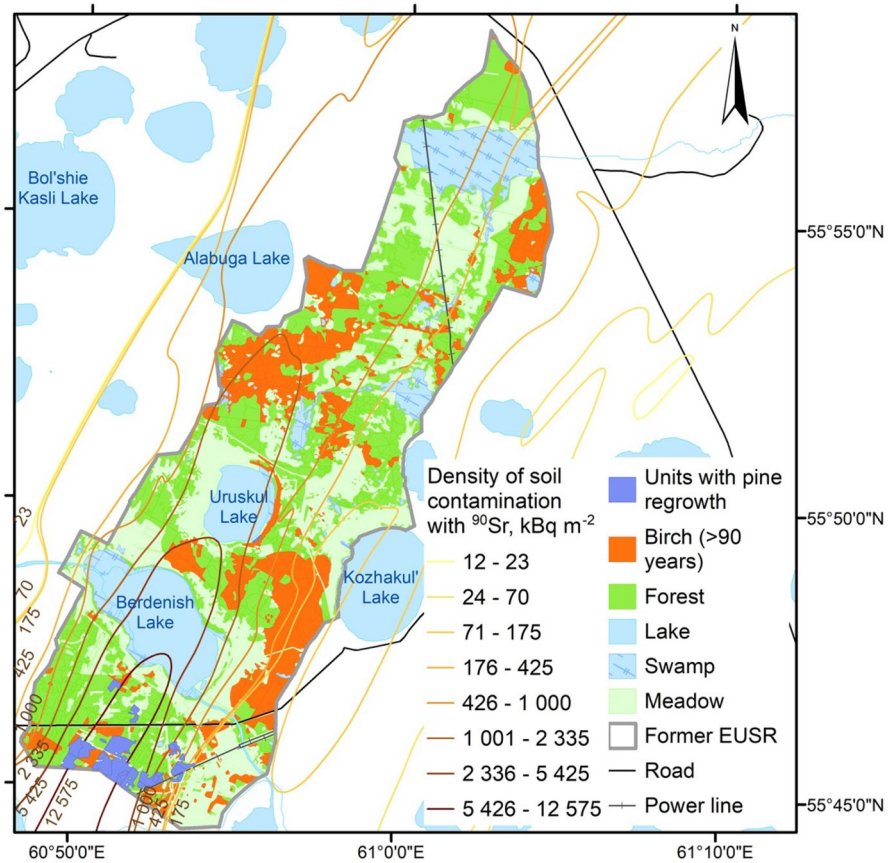 N
Bol'shie
Kasli Lake
Alabuga Lake
55°55'0"N
Uruskul
Lake
55°50'0"N
Kozhakul'
Lake
Berdenish
Lake
55°45'0"N
23
70
175
425
1 000
2 335
5 425
12 575
1 000
425
175
Density of soil
contamination
with ⁹⁰Sr, kBq m⁻²
12 - 23
24 - 70
71 - 175
176 - 425
426 - 1 000
1 001 - 2 335
2 336 - 5 425
5 426 - 12 575
Units with pine
regrowth
Birch (>90
years)
Forest
Lake
Swamp
Meadow
Former EUSR
Road
Power line
60°50'0"E
61°0'0"E
61°10'0"E